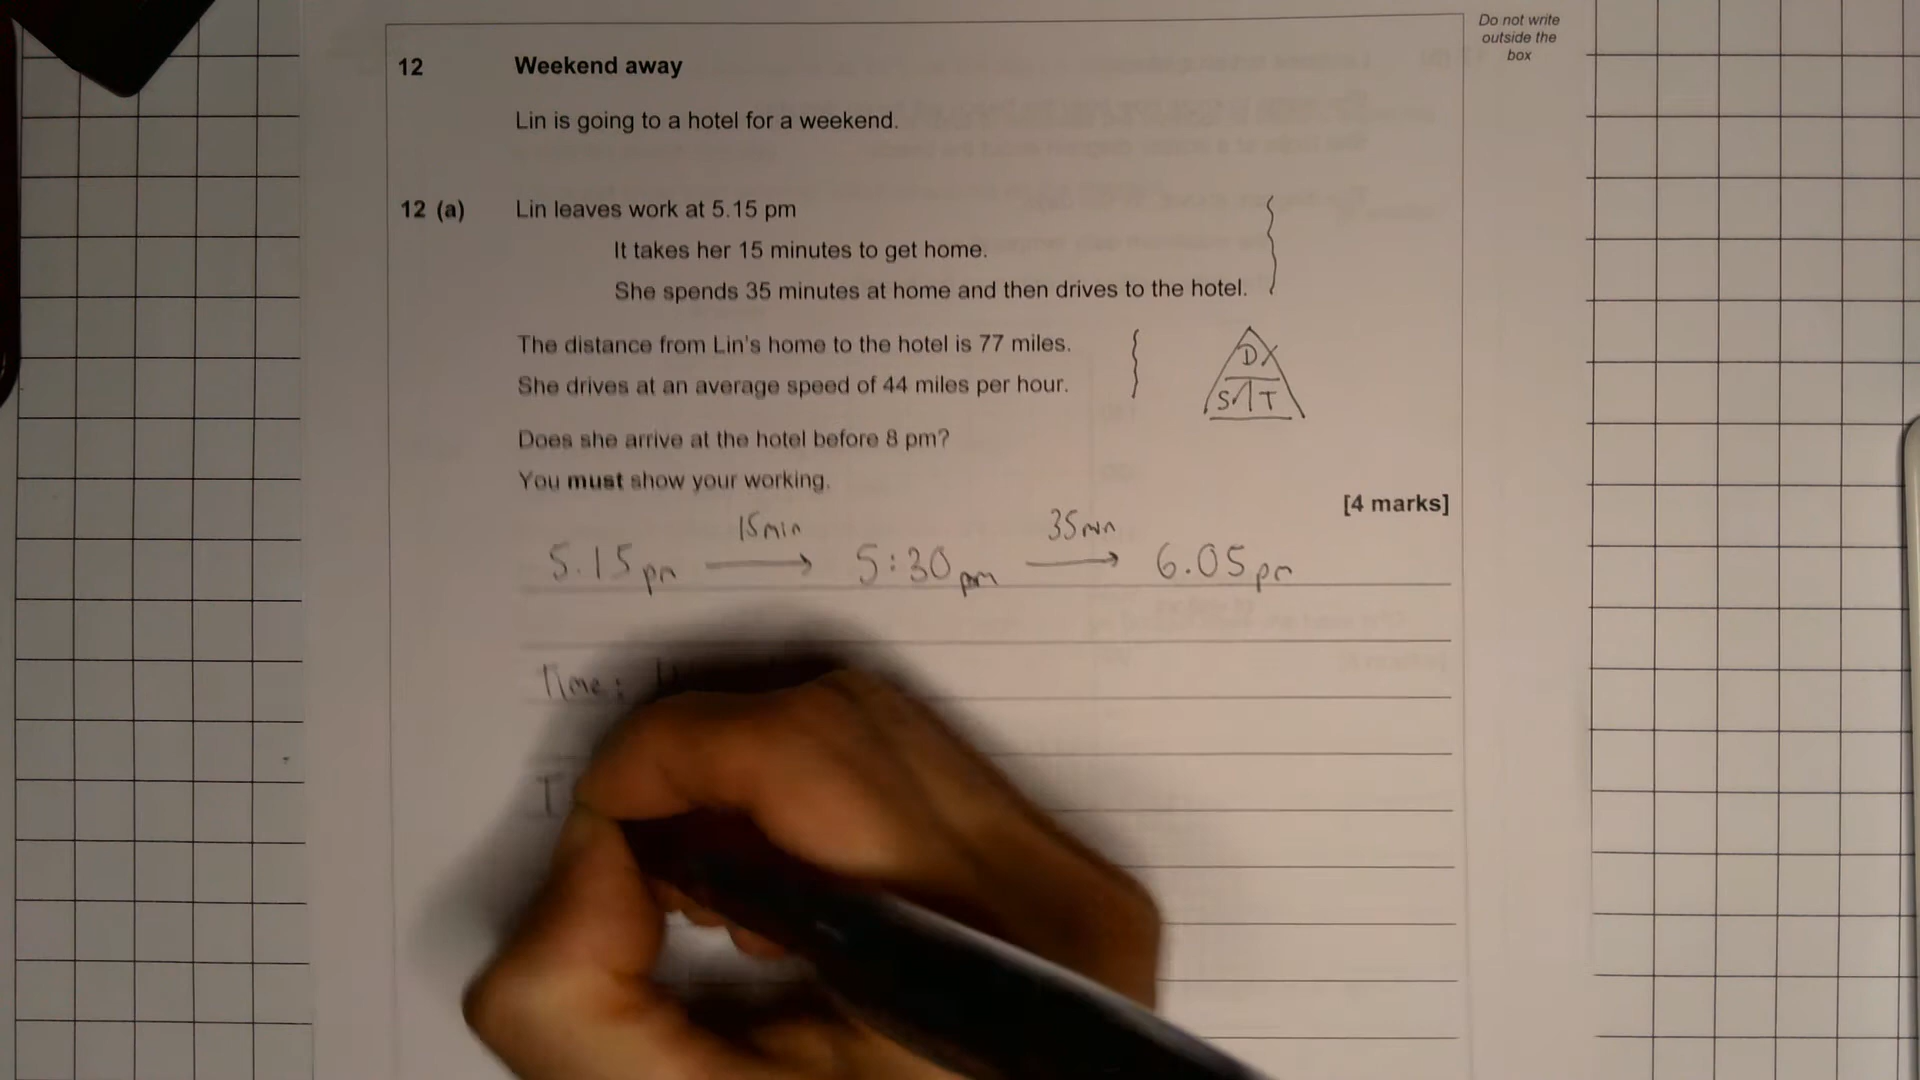 Do not write
outside the
box
12 Weekend away
Lin is going to a hotel for a weekend.
12 (a) Lin leaves work at 5.15 pm
It takes her 15 minutes to get home.
She spends 35 minutes at home and then drives to the hotel.
The distance from Lin's home to the hotel is 77 miles.
She drives at an average speed of 44 miles per hour.
D
S T
Does she arrive at the hotel before 8 pm?
You must show your working.
[4 marks]
15min 35min
5.15pm → 5:30pm → 6.05pm
Time: